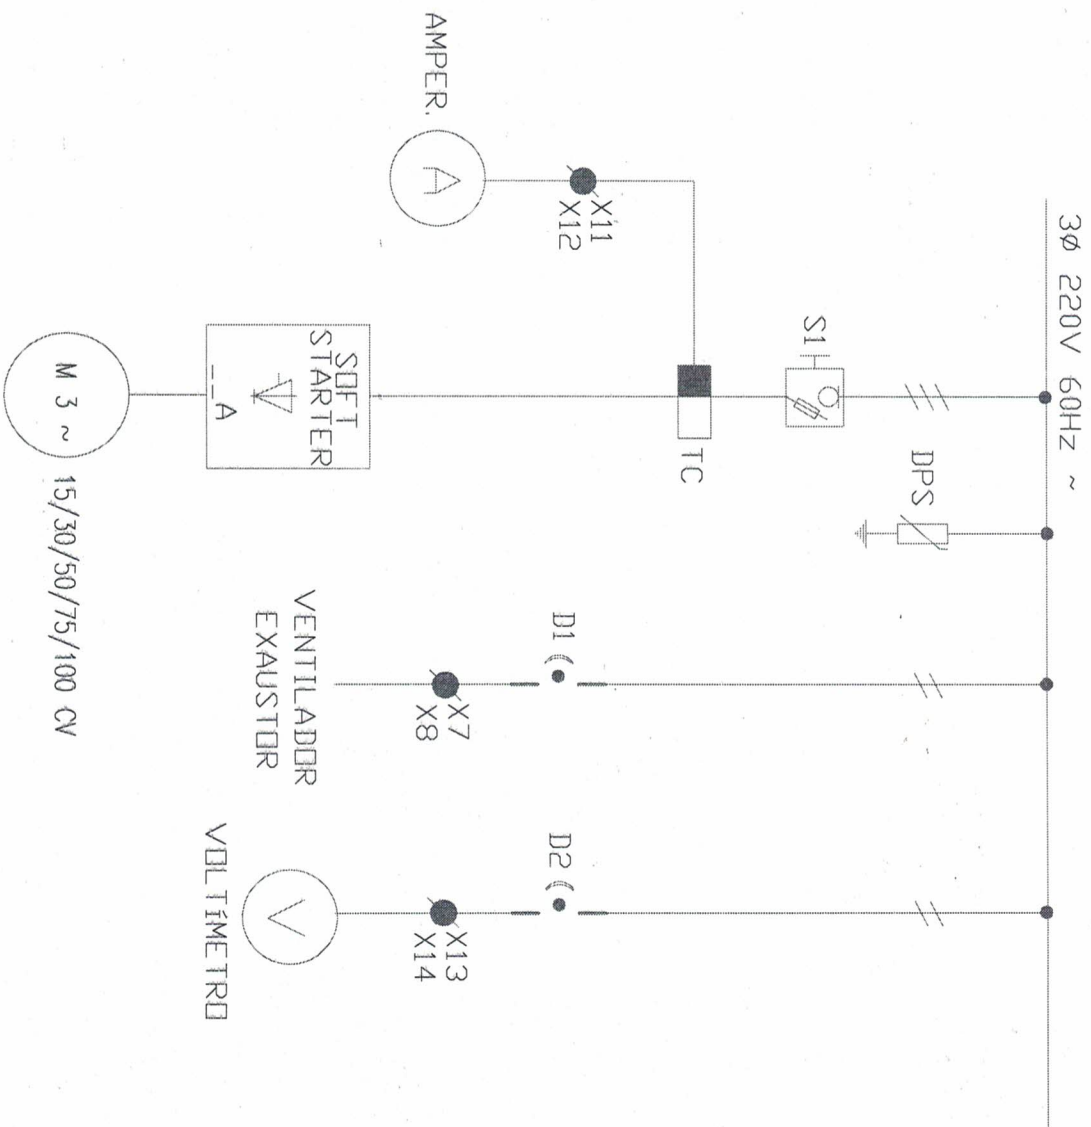 3Ø 220V 60Hz ~
S1
DPS
TC
AMPER.
A
X11
X12
SOFT
STARTER
__A
M 3 ~
15/30/50/75/100 CV
D1
X7
X8
VENTILADOR
EXAUSTOR
D2
X13
X14
V
VOLTÍMETRO